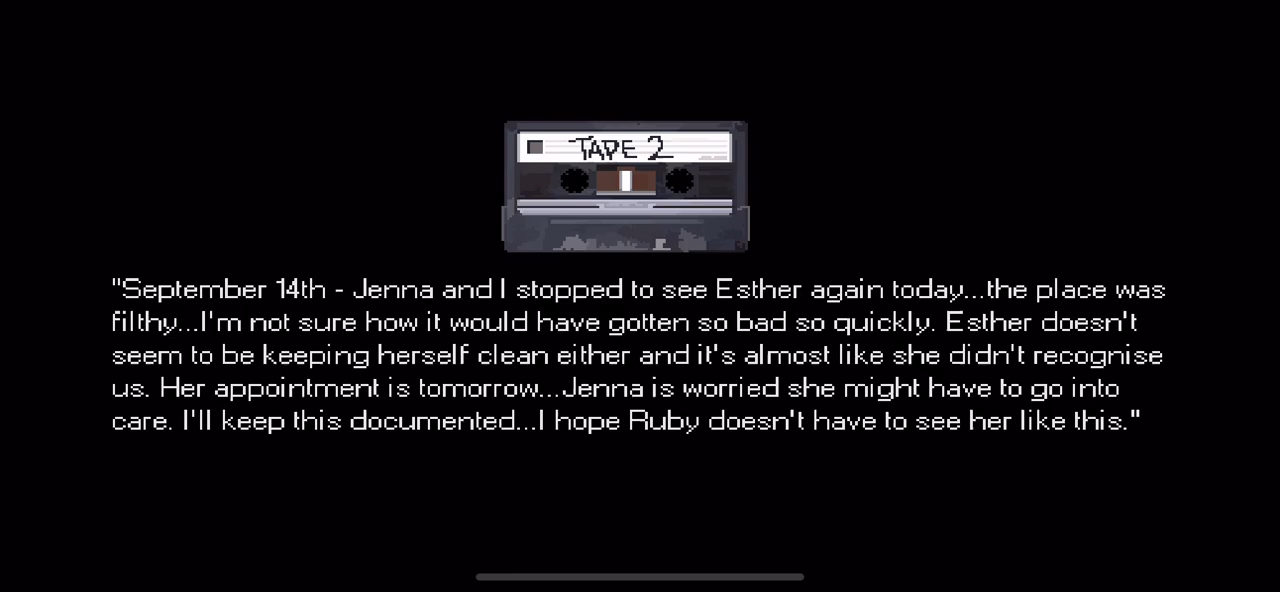 TAPE 2
"September 14th - Jenna and I stopped to see Esther again today...the place was
filthy...I'm not sure how it would have gotten so bad so quickly. Esther doesn't
seem to be keeping herself clean either and it's almost like she didn't recognise
us. Her appointment is tomorrow...Jenna is worried she might have to go into
care. I'll keep this documented...I hope Ruby doesn't have to see her like this."